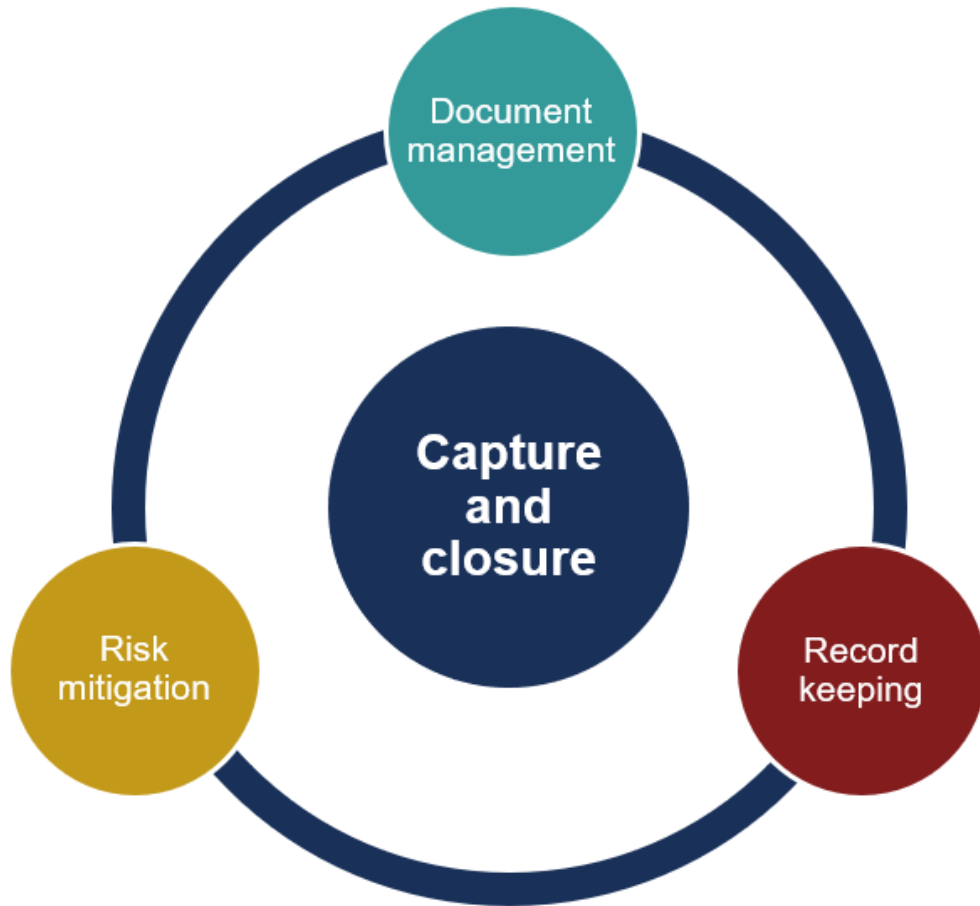 Document
management
Capture
and
closure
Risk
mitigation
Record
keeping